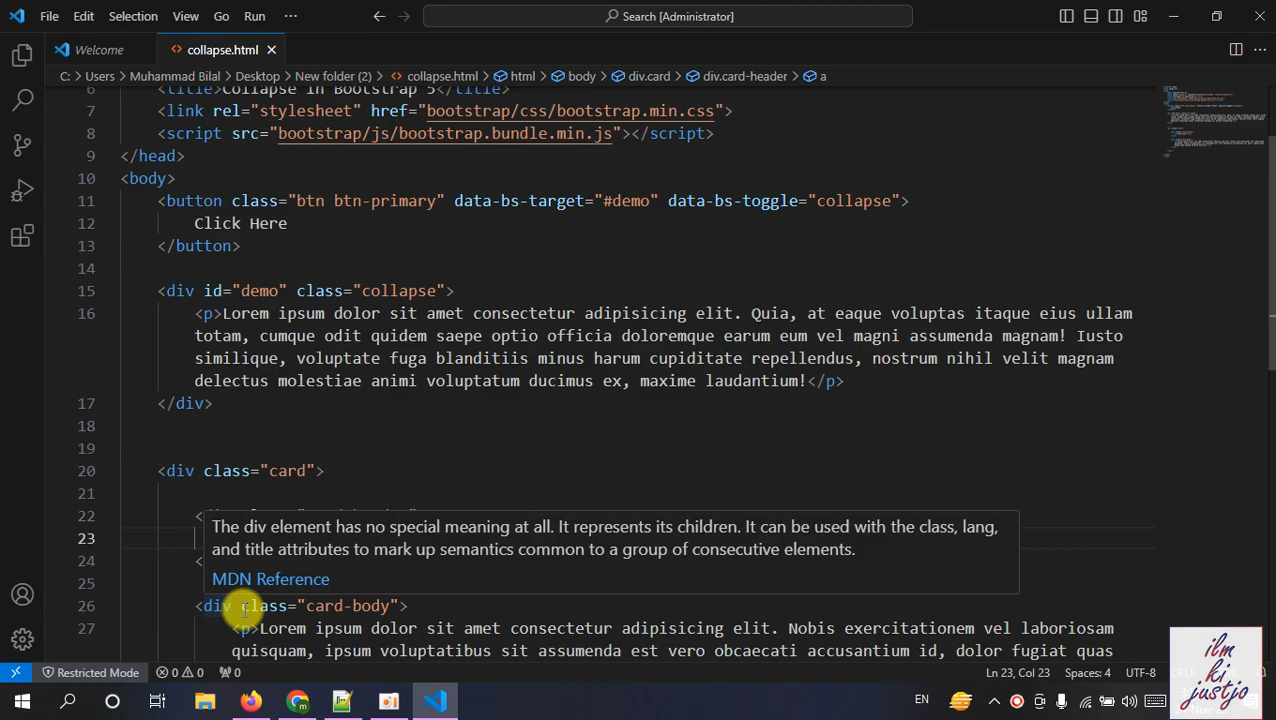 File Edit Selection View Go Run ··· Search [Administrator]
Welcome collapse.html
C: > Users > Muhammad Bilal > Desktop > New folder (2) > collapse.html > html > body > div.card > div.card-header > a
6 <title>Collapse in Bootstrap 5</title>
7 <link rel="stylesheet" href="bootstrap/css/bootstrap.min.css">
8 <script src="bootstrap/js/bootstrap.bundle.min.js"></script>
9 </head>
10 <body>
11 <button class="btn btn-primary" data-bs-target="#demo" data-bs-toggle="collapse">
12 Click Here
13 </button>
14
15 <div id="demo" class="collapse">
16 <p>Lorem ipsum dolor sit amet consectetur adipisicing elit. Quia, at eaque voluptas itaque eius ullam
totam, cumque odit quidem saepe optio officia doloremque earum eum vel magni assumenda magnam! Iusto
similique, voluptate fuga blanditiis minus harum cupiditate repellendus, nostrum nihil velit magnam
delectus molestiae animi voluptatum ducimus ex, maxime laudantium!</p>
17 </div>
18
19
20 <div class="card">
21
22 <
The div element has no special meaning at all. It represents its children. It can be used with the class, lang,
23
and title attributes to mark up semantics common to a group of consecutive elements.
24 <
MDN Reference
25
26 <div class="card-body">
27 <p>Lorem ipsum dolor sit amet consectetur adipisicing elit. Nobis exercitationem vel laboriosam
quisquam, ipsum voluptatibus sit assumenda est vero obcaecati accusantium id, dolor fugiat quas
Restricted Mode 0 0 0 Ln 23, Col 23 Spaces: 4 UTF-8
EN
ilm
ki
justjo